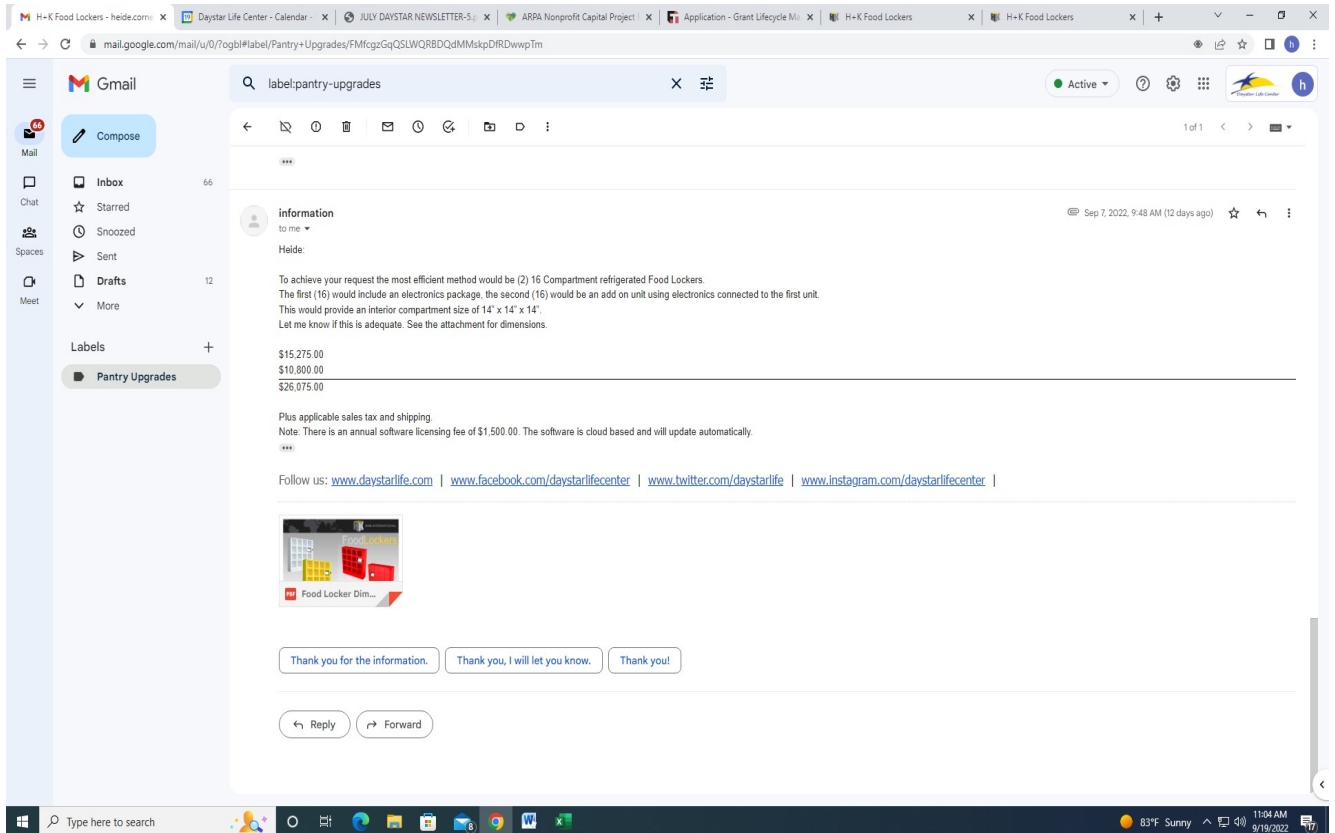 H+K Food Lockers - heide.corne
Daystar Life Center - Calendar -
JULY DAYSTAR NEWSLETTER-5.p
ARPA Nonprofit Capital Project
Application - Grant Lifecycle Ma
H+K Food Lockers
H+K Food Lockers
mail.google.com/mail/u/0/?ogbl#label/Pantry+Upgrades/FMfcgzGqQSLWQRBDQdMMskpDfRDwwpTm
h
Gmail
label:pantry-upgrades
Active
Daystar Life Center
h
66
Mail
Compose
1 of 1
Inbox 66
Chat
Starred
Snoozed
Spaces
Sent
Drafts 12
Meet
More
Labels +
Pantry Upgrades
information
Sep 7, 2022, 9:48 AM (12 days ago)
to me
Heide:
To achieve your request the most efficient method would be (2) 16 Compartment refrigerated Food Lockers.
The first (16) would include an electronics package, the second (16) would be an add on unit using electronics connected to the first unit.
This would provide an interior compartment size of 14" x 14" x 14".
Let me know if this is adequate. See the attachment for dimensions.
$15,275.00
$10,800.00
$26,075.00
Plus applicable sales tax and shipping.
Note: There is an annual software licensing fee of $1,500.00. The software is cloud based and will update automatically.
Follow us: www.daystarlife.com | www.facebook.com/daystarlifecenter | www.twitter.com/daystarlife | www.instagram.com/daystarlifecenter |
FoodLockers
PDF Food Locker Dim...
Thank you for the information.
Thank you, I will let you know.
Thank you!
Reply
Forward
Type here to search
83°F Sunny
11:04 AM
9/19/2022
17